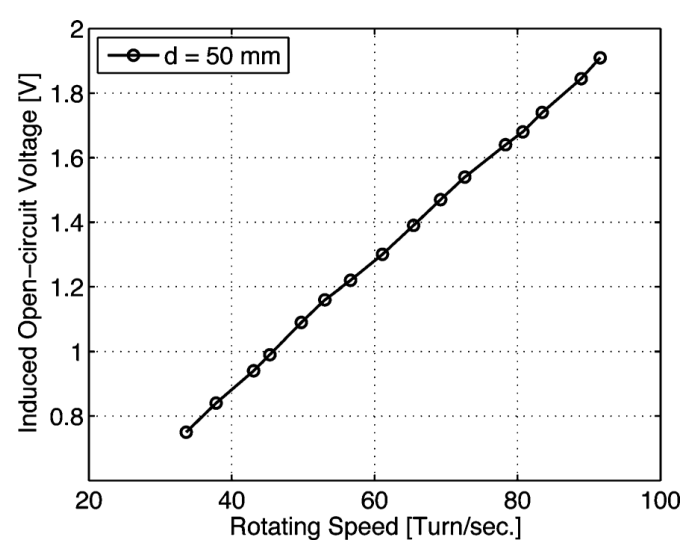 2
1.8
1.6
1.4
1.2
1
0.8
d = 50 mm
Induced Open−circuit Voltage [V]
20 40 60 80 100
Rotating Speed [Turn/sec.]